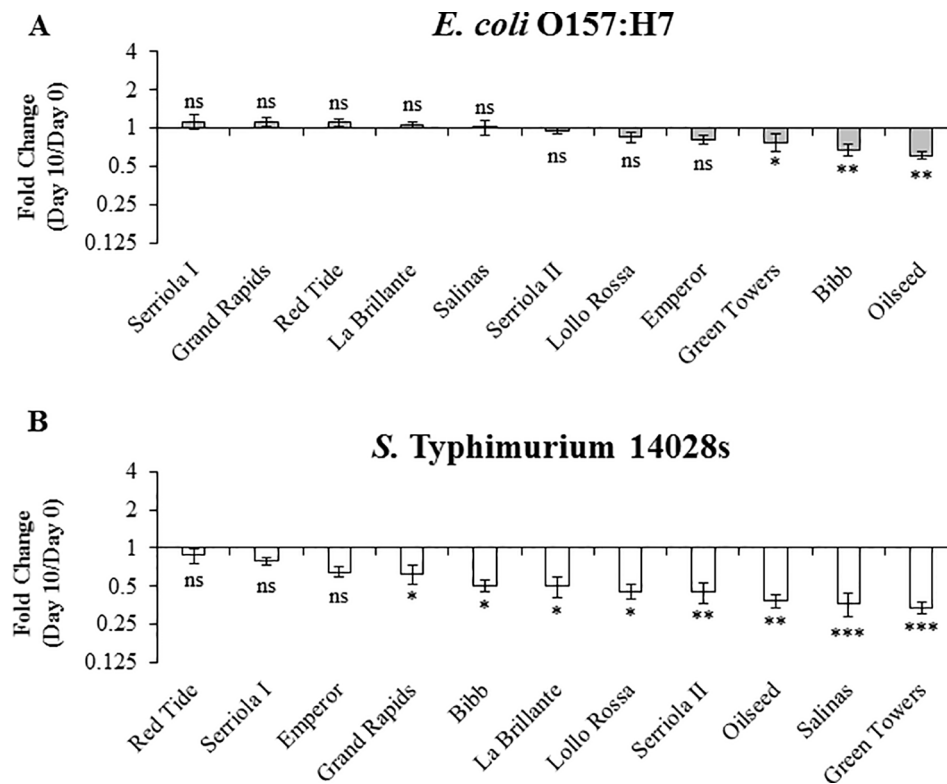 A
E. coli O157:H7
Fold Change
(Day 10/Day 0)
4
2
1
0.5
0.25
0.125
ns
ns
ns
ns
ns
ns
ns
ns
*
**
**
Serriola I
Grand Rapids
Red Tide
La Brillante
Salinas
Serriola II
Lollo Rossa
Emperor
Green Towers
Bibb
Oilseed
B
S. Typhimurium 14028s
Fold Change
(Day 10/Day 0)
4
2
1
0.5
0.25
0.125
ns
ns
ns
*
*
*
*
**
**
***
***
Red Tide
Serriola I
Emperor
Grand Rapids
Bibb
La Brillante
Lollo Rossa
Serriola II
Oilseed
Salinas
Green Towers